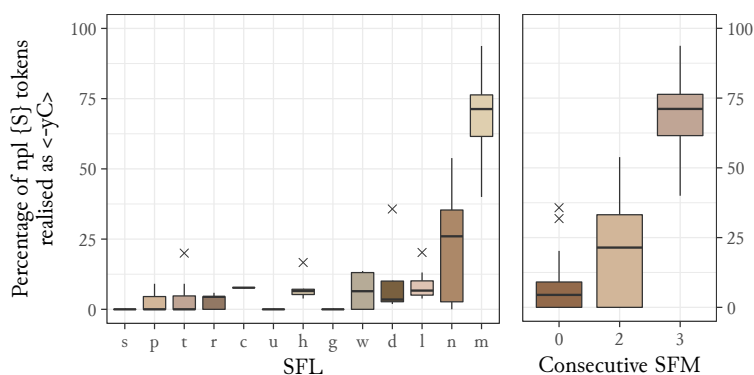 Percentage of npl {S} tokens
realised as <-yC>
100
75
50
25
0
s p t r c u h g w d l n m
SFL
100
75
50
25
0
0 2 3
Consecutive SFM